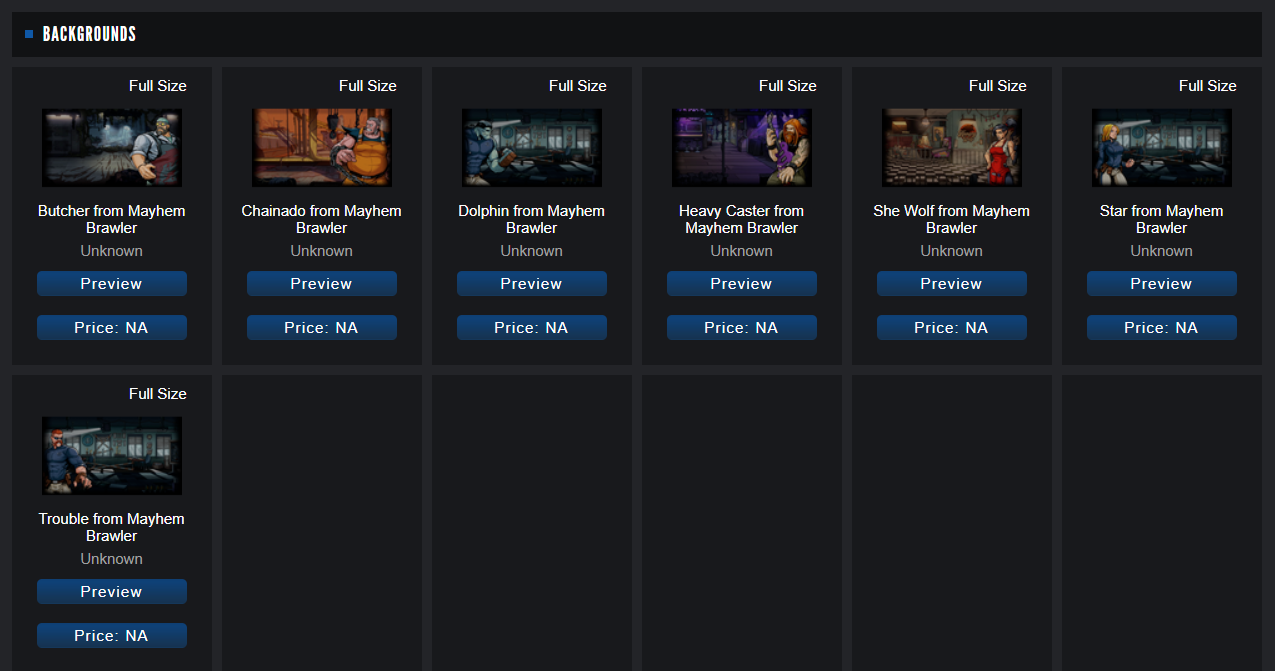 BACKGROUNDS
Full Size
Full Size
Full Size
Full Size
Full Size
Full Size
Butcher from Mayhem
Brawler
Unknown
Preview
Price: NA
Chainado from Mayhem
Brawler
Unknown
Preview
Price: NA
Dolphin from Mayhem
Brawler
Unknown
Preview
Price: NA
Heavy Caster from
Mayhem Brawler
Unknown
Preview
Price: NA
She Wolf from Mayhem
Brawler
Unknown
Preview
Price: NA
Star from Mayhem
Brawler
Unknown
Preview
Price: NA
Full Size
Trouble from Mayhem
Brawler
Unknown
Preview
Price: NA